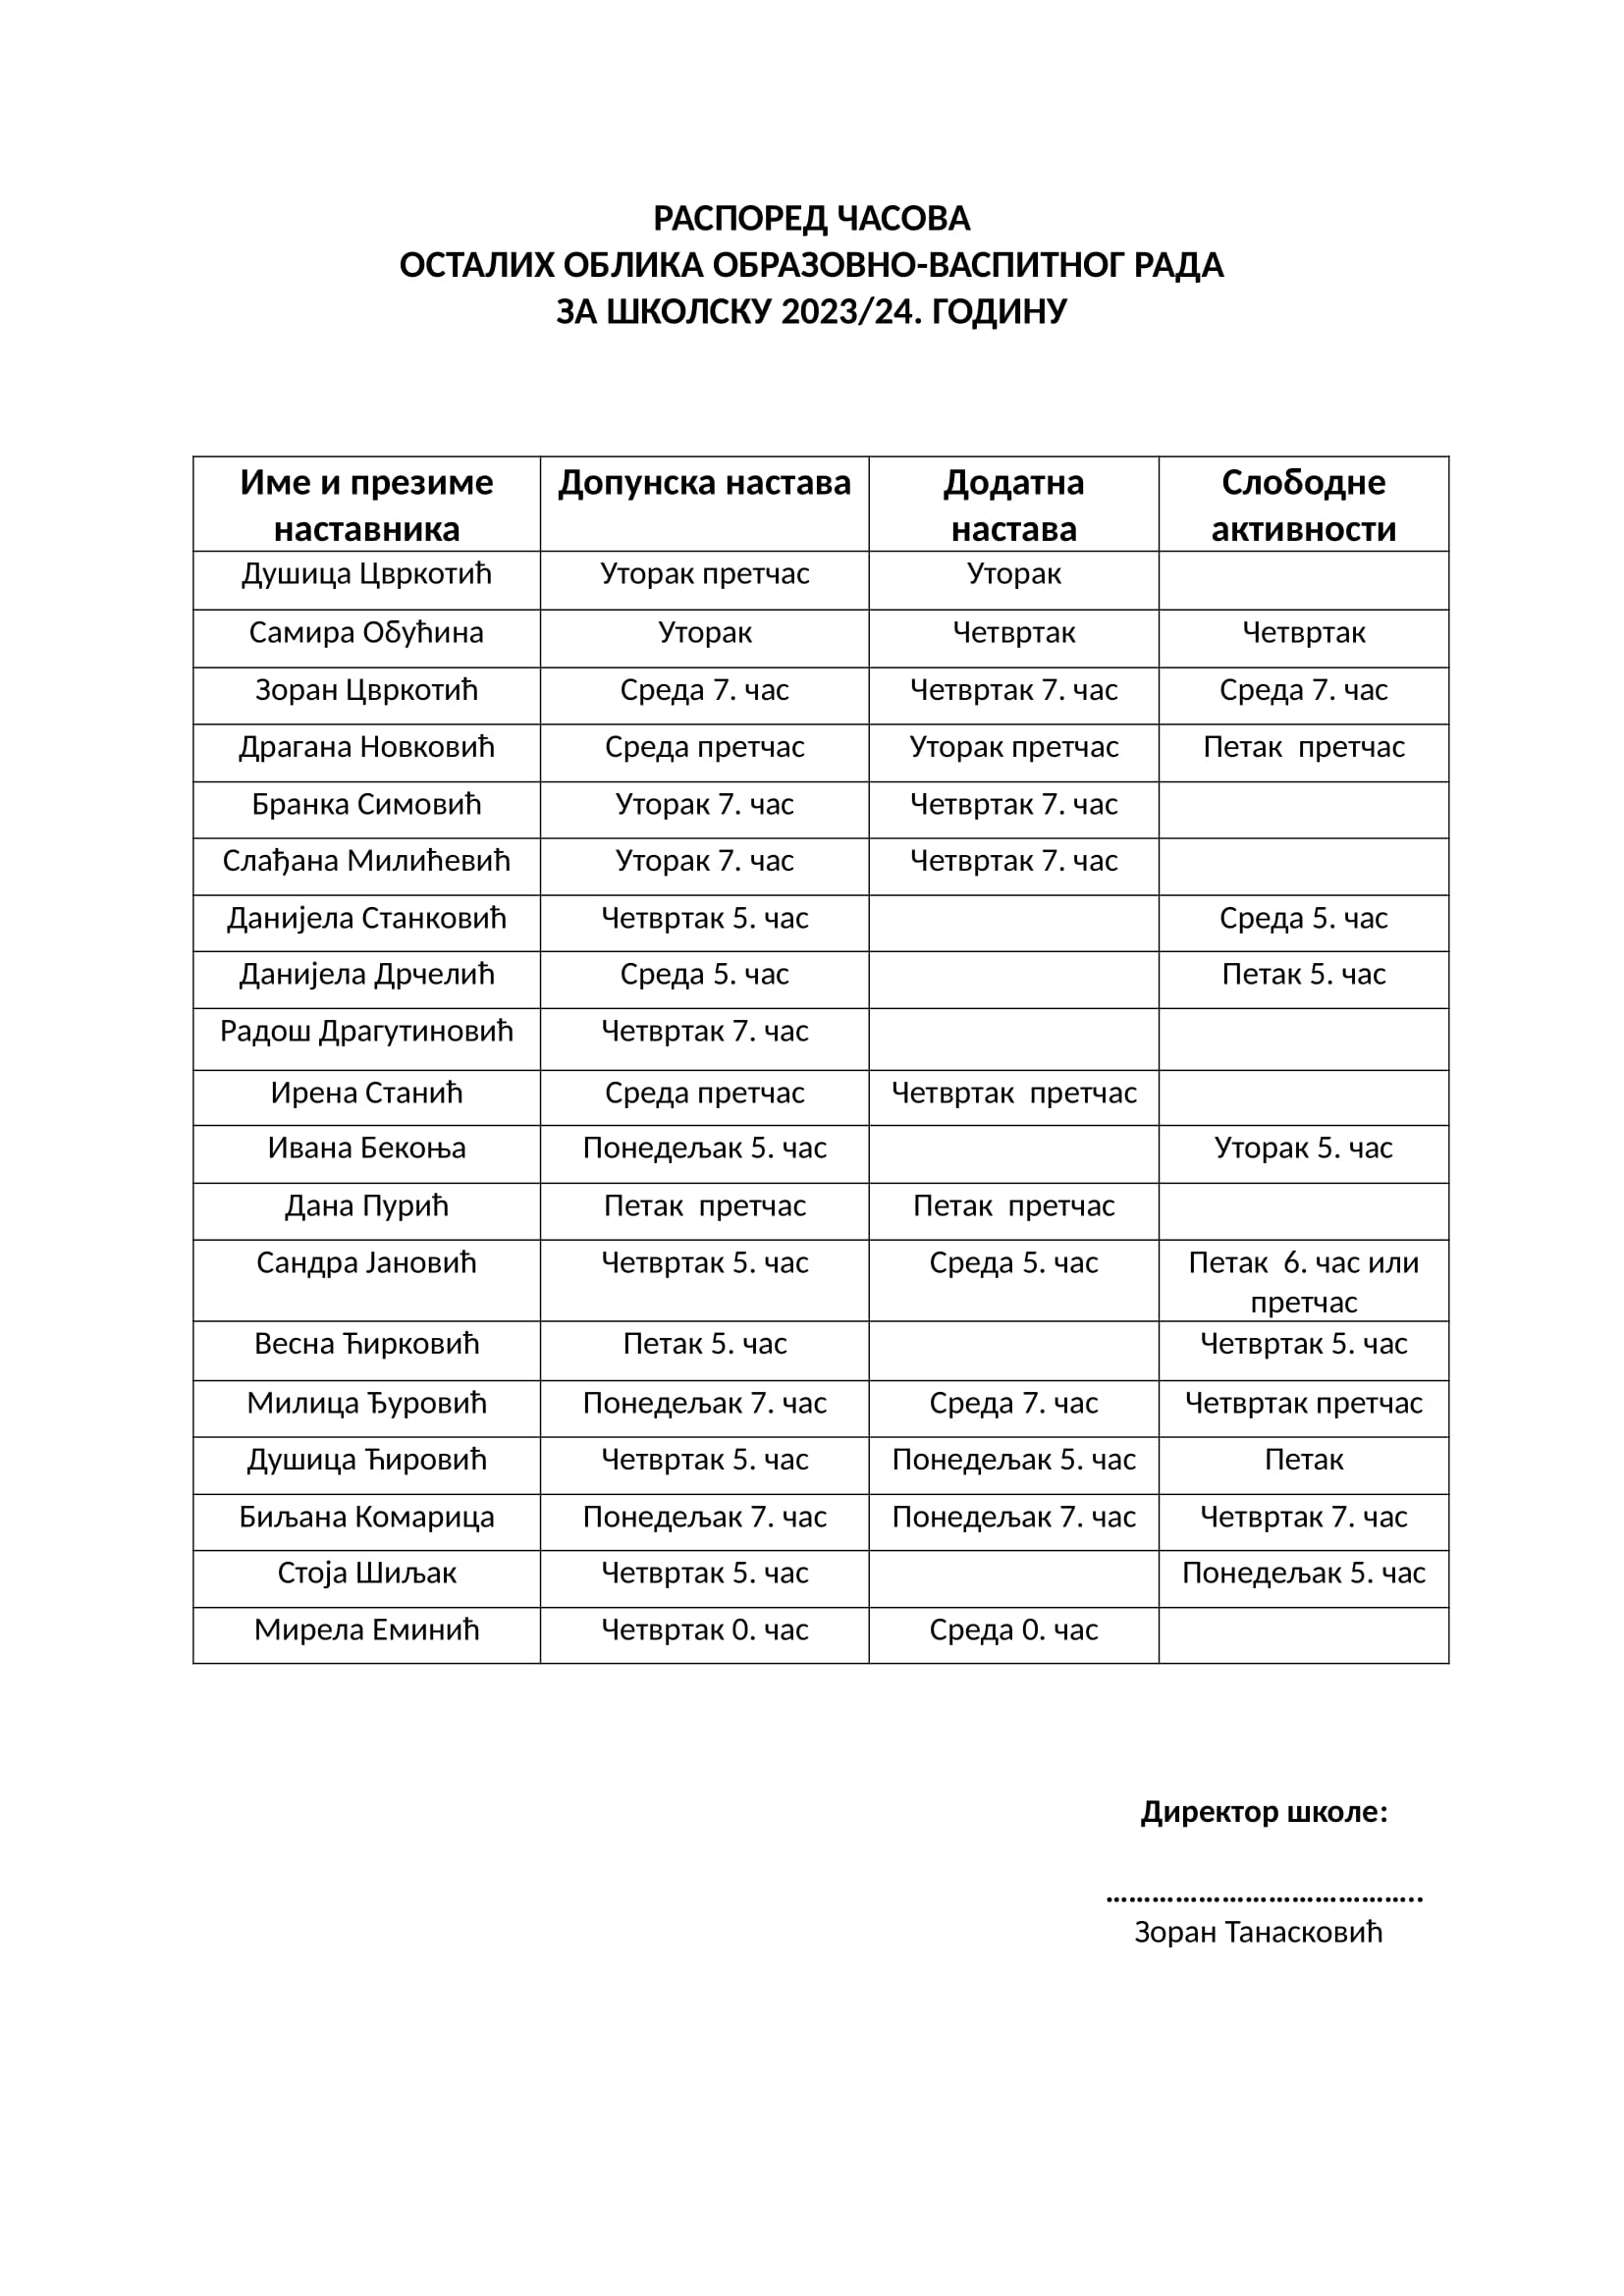 РАСПОРЕД ЧАСОВА
ОСТАЛИХ ОБЛИКА ОБРАЗОВНО-ВАСПИТНОГ РАДА
ЗА ШКОЛСКУ 2023/24. ГОДИНУ
Име и презиме наставника Допунска настава Додатна настава Слободне активности
Душица Цвркотић Уторак претчас Уторак
Самира Обућина Уторак Четвртак Четвртак
Зоран Цвркотић Среда 7. час Четвртак 7. час Среда 7. час
Драгана Новковић Среда претчас Уторак претчас Петак  претчас
Бранка Симовић Уторак 7. час Четвртак 7. час
Слађана Милићевић Уторак 7. час Четвртак 7. час
Данијела Станковић Четвртак 5. час Среда 5. час
Данијела Дрчелић Среда 5. час Петак 5. час
Радош Драгутиновић Четвртак 7. час
Ирена Станић Среда претчас Четвртак  претчас
Ивана Бекоња Понедељак 5. час Уторак 5. час
Дана Пурић Петак  претчас Петак  претчас
Сандра Јановић Четвртак 5. час Среда 5. час Петак  6. час или претчас
Весна Ћирковић Петак 5. час Четвртак 5. час
Милица Ђуровић Понедељак 7. час Среда 7. час Четвртак претчас
Душица Ћировић Четвртак 5. час Понедељак 5. час Петак
Биљана Комарица Понедељак 7. час Понедељак 7. час Четвртак 7. час
Стоја Шиљак Четвртак 5. час Понедељак 5. час
Мирела Еминић Четвртак 0. час Среда 0. час
Директор школе:
…………………………………..
Зоран Танасковић